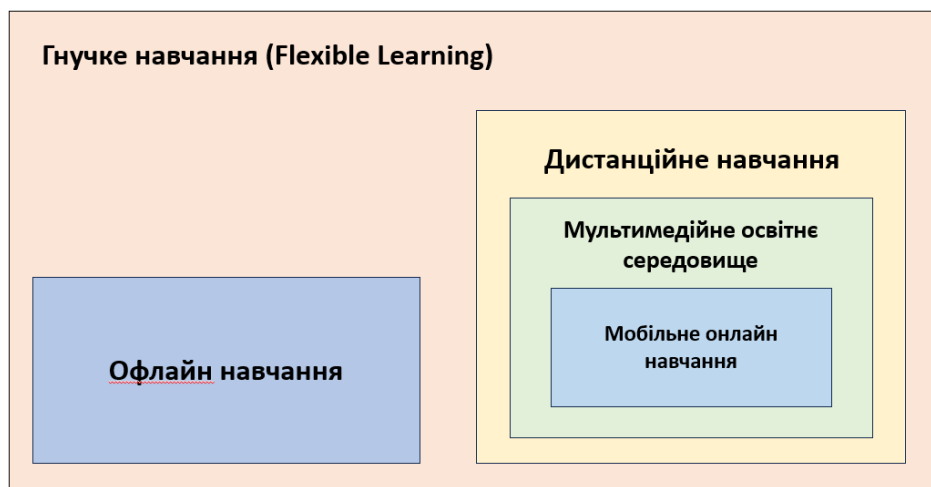 Гнучке навчання (Flexible Learning)
Дистанційне навчання
Мультимедійне освітнє
середовище
Мобільне онлайн
навчання
Офлайн навчання